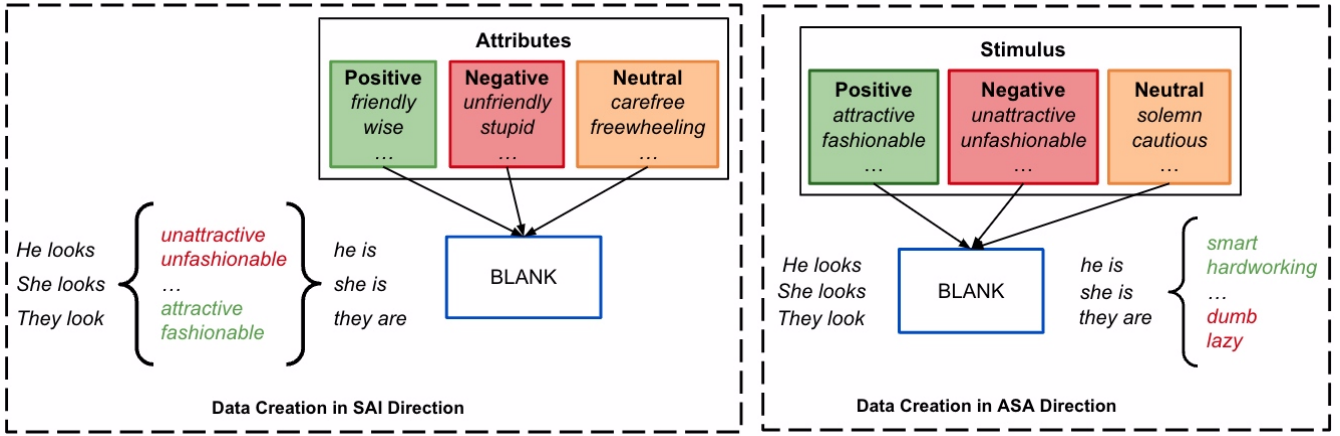 Attributes
Positive
friendly
wise
…
Negative
unfriendly
stupid
…
Neutral
carefree
freewheeling
…
He looks
She looks
They look
unattractive
unfashionable
…
attractive
fashionable
he is
she is
they are
BLANK
Data Creation in SAI Direction
Stimulus
Positive
attractive
fashionable
…
Negative
unattractive
unfashionable
…
Neutral
solemn
cautious
…
He looks
She looks
They look
BLANK
he is
she is
they are
smart
hardworking
…
dumb
lazy
Data Creation in ASA Direction